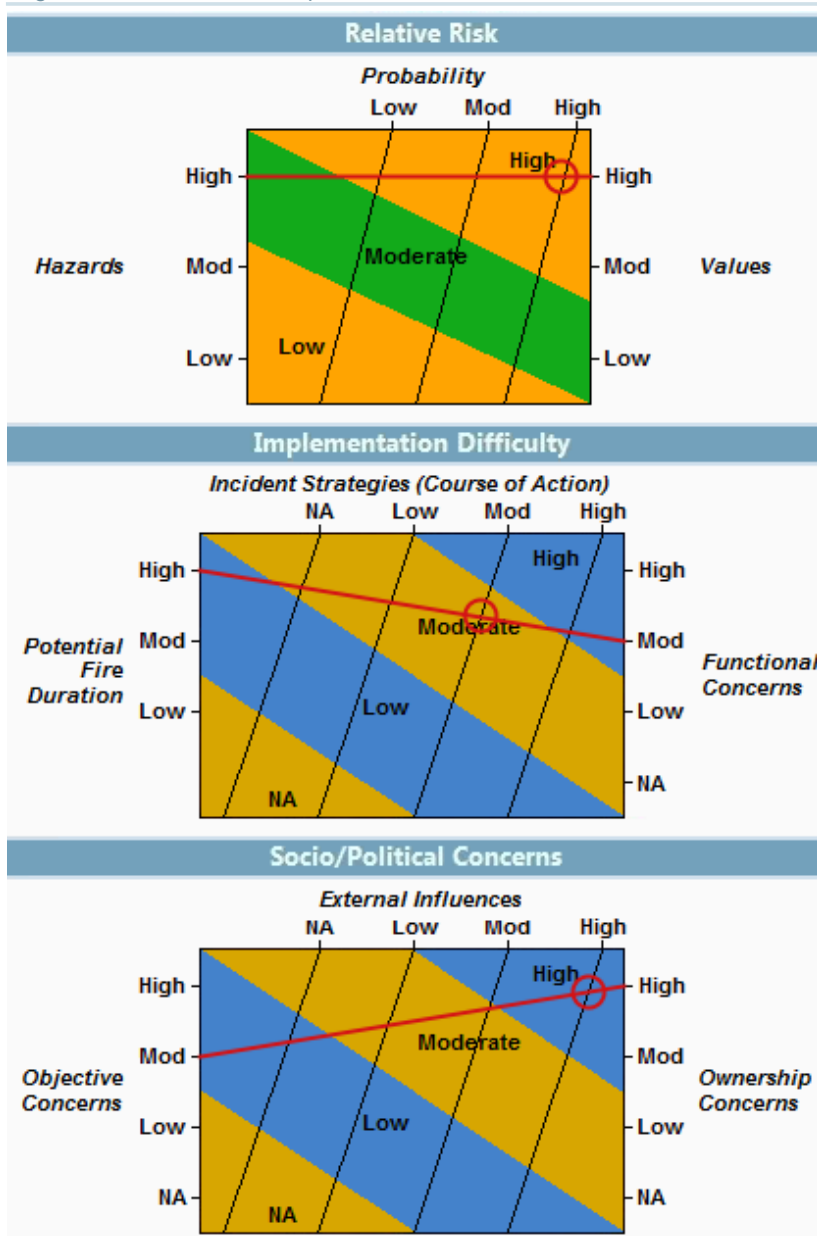 Relative Risk
Probability
Low Mod High
High High High
Hazards Mod Moderate Mod Values
Low Low Low
Implementation Difficulty
Incident Strategies (Course of Action)
NA Low Mod High
High High High
Potential Fire Duration Mod Moderate Mod Functional Concerns
Low Low Low
NA NA
Socio/Political Concerns
External Influences
NA Low Mod High
High High High
Objective Concerns Mod Moderate Mod Ownership Concerns
Low Low Low
NA NA NA